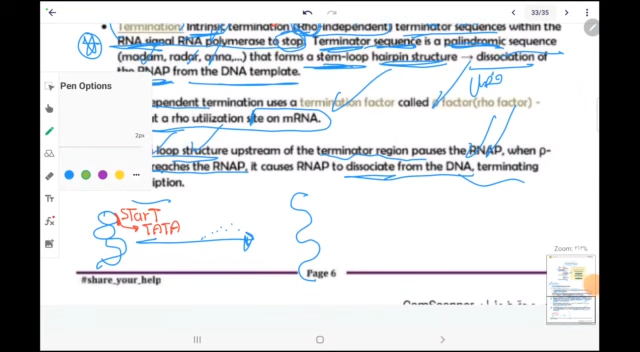 33/35
Termination: Intrinsic termination (Rho-independent) terminator sequences within the
RNA signal RNA polymerase to stop. Terminator sequence is a palindromic sequence
(madam, radar, anna,...) that forms a stem-loop hairpin structure → dissociation of
the RNAP from the DNA template.
Pen Options
ependent termination uses a termination factor called factor(rho factor) -
t a rho utilization site on mRNA.
2px
loop structure upstream of the terminator region pauses the RNAP, when ρ-
reaches the RNAP, it causes RNAP to dissociate from the DNA, terminating
iption.
START
TATA
Zoom:
Page 6
#share_your_help